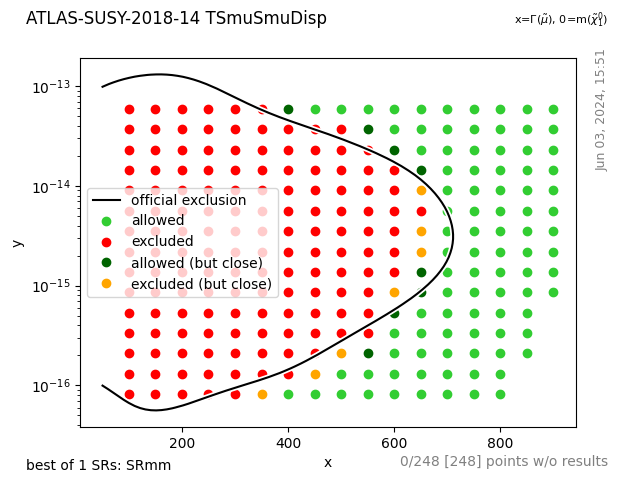 ATLAS-SUSY-2018-14 TSmuSmuDisp
x=Γ(μ̃), 0=m(χ̃₁⁰)
Jun 03, 2024, 15:51
10⁻¹³
10⁻¹⁴
10⁻¹⁵
10⁻¹⁶
y
official exclusion
allowed
excluded
allowed (but close)
excluded (but close)
200 400 600 800
x
best of 1 SRs: SRmm
0/248 [248] points w/o results